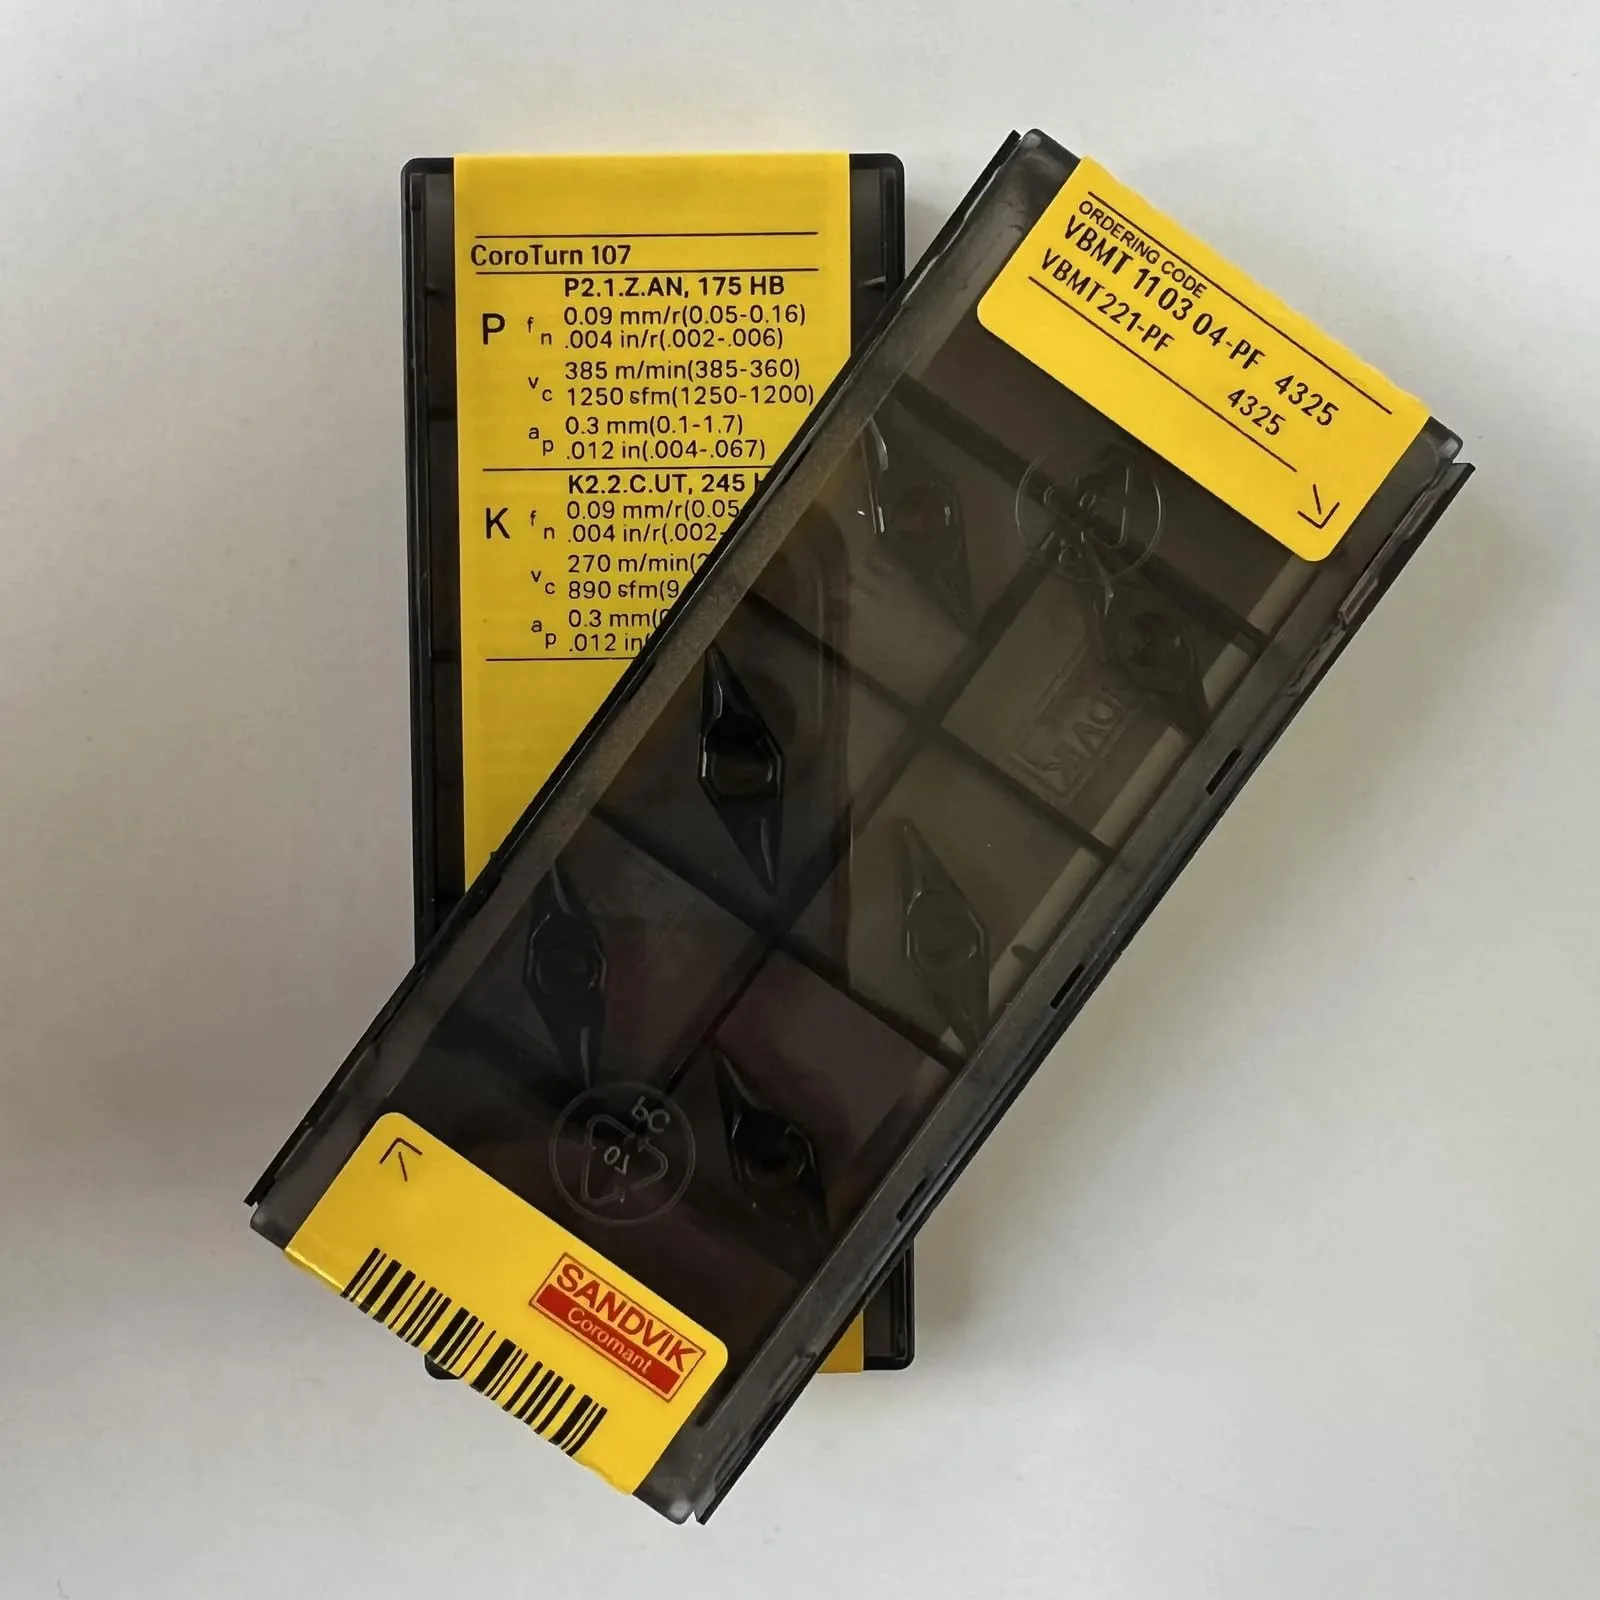 CoroTurn 107
P2.1.Z.AN, 175 HB
P
fn 0.09 mm/r(0.05-0.16)
.004 in/r(.002-.006)
vc 385 m/min(385-360)
1250 sfm(1250-1200)
ap 0.3 mm(0.1-1.7)
.012 in(.004-.067)
K2.2.C.UT, 245
K
fn 0.09 mm/r(0.05
.004 in/r(.002-
vc 270 m/min(
890 sfm(9
ap 0.3 mm(
.012 in(
ORDERING CODE
VBMT 11 03 04-PF 4325
VBMT221-PF 4325
PC
70
SANDVIK
Coromant